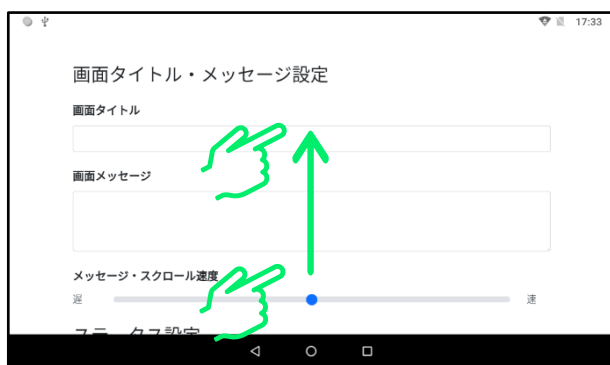 17:33
画面タイトル・メッセージ設定
画面タイトル
画面メッセージ
メッセージ・スクロール速度
遅 速